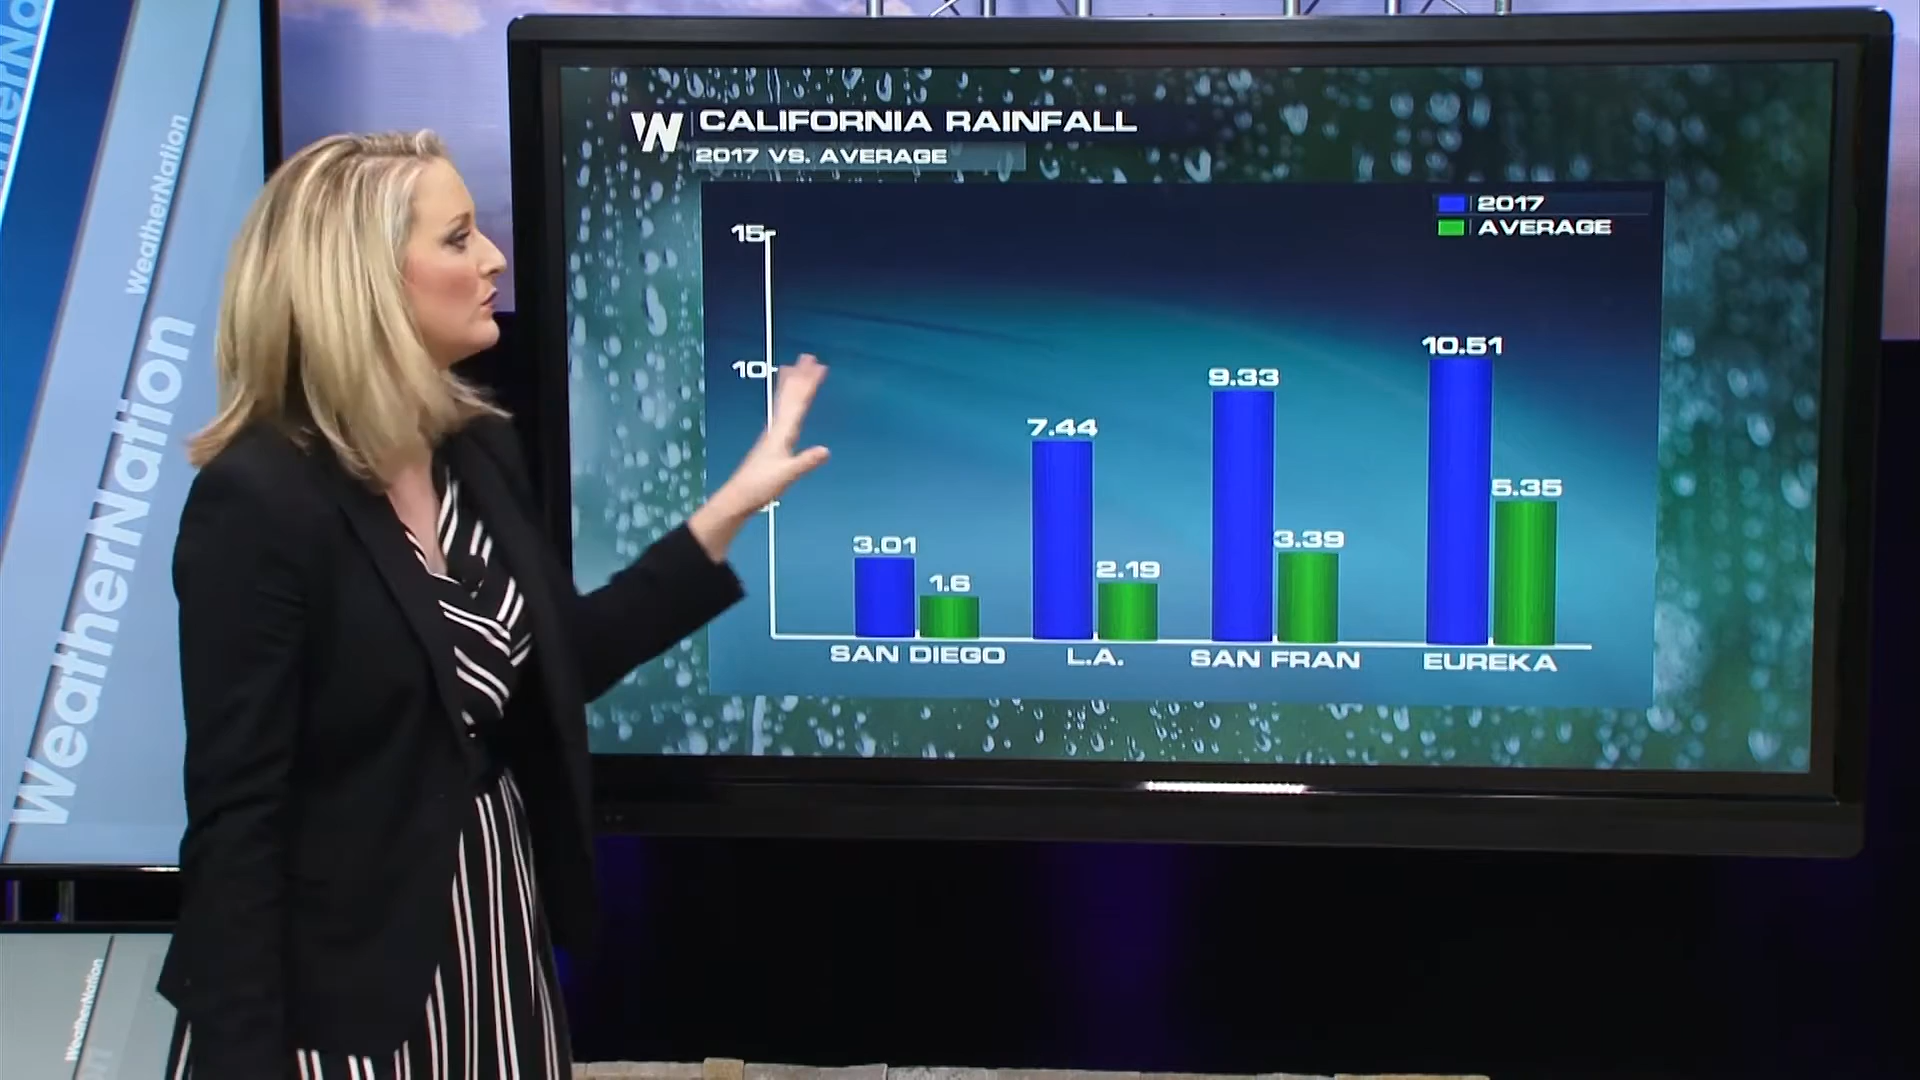 WeatherNation
WeatherNation
WeatherNation
W
CALIFORNIA RAINFALL
2017 VS. AVERAGE
2017
AVERAGE
15
10
3.01
1.6
7.44
2.19
9.33
3.39
10.51
5.35
SAN DIEGO
L.A.
SAN FRAN
EUREKA